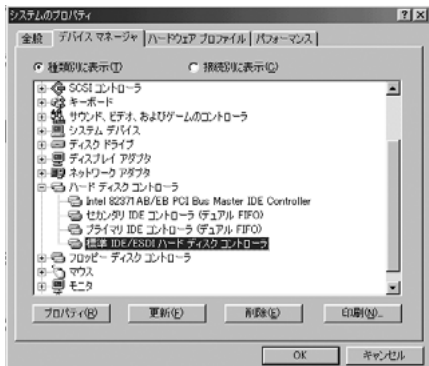 システムのプロパティ
全般 デバイス マネージャ ハードウェア プロファイル パフォーマンス
種類別に表示(T) 接続別に表示(C)
SCSI コントローラ
キーボード
サウンド、ビデオ、およびゲームのコントローラ
システム デバイス
ディスク ドライブ
ディスプレイ アダプタ
ネットワーク アダプタ
ハード ディスク コントローラ
Intel 82371AB/EB PCI Bus Master IDE Controller
セカンダリ IDE コントローラ (デュアル FIFO)
プライマリ IDE コントローラ (デュアル FIFO)
標準 IDE/ESDI ハード ディスク コントローラ
フロッピー ディスク コントローラ
マウス
モニタ
プロパティ(R) 更新(F) 削除(E) 印刷(N)...
OK キャンセル